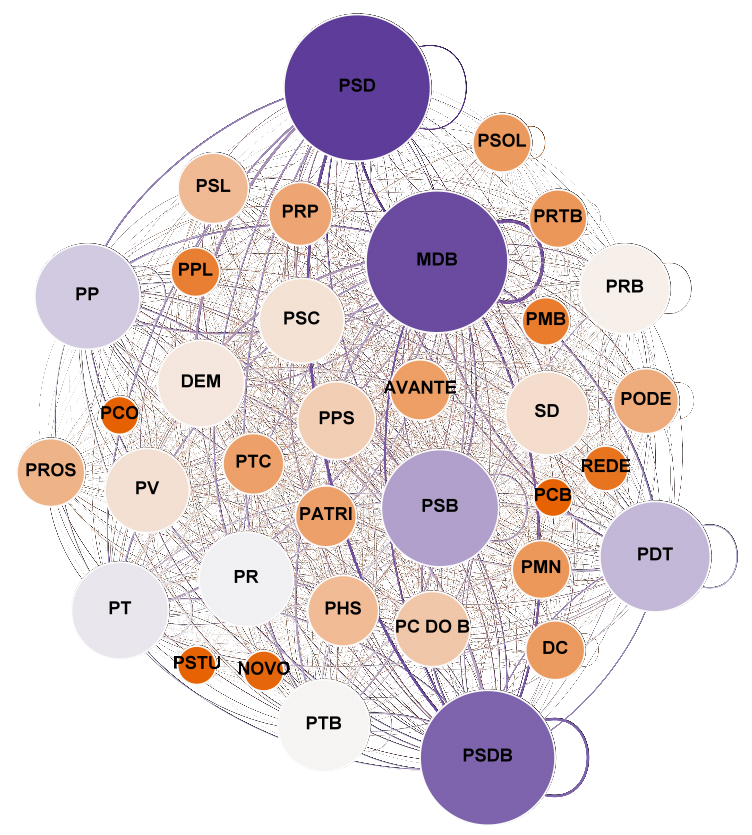 PSD
PSOL
PSL
PRP
PRTB
MDB
PPL
PRB
PP
PSC
PMB
DEM
AVANTE
PODE
PCO
PPS
SD
PROS
PTC
REDE
PV
PCB
PSB
PATRI
PDT
PMN
PR
PT
PHS
PC DO B
DC
PSTU
NOVO
PTB
PSDB